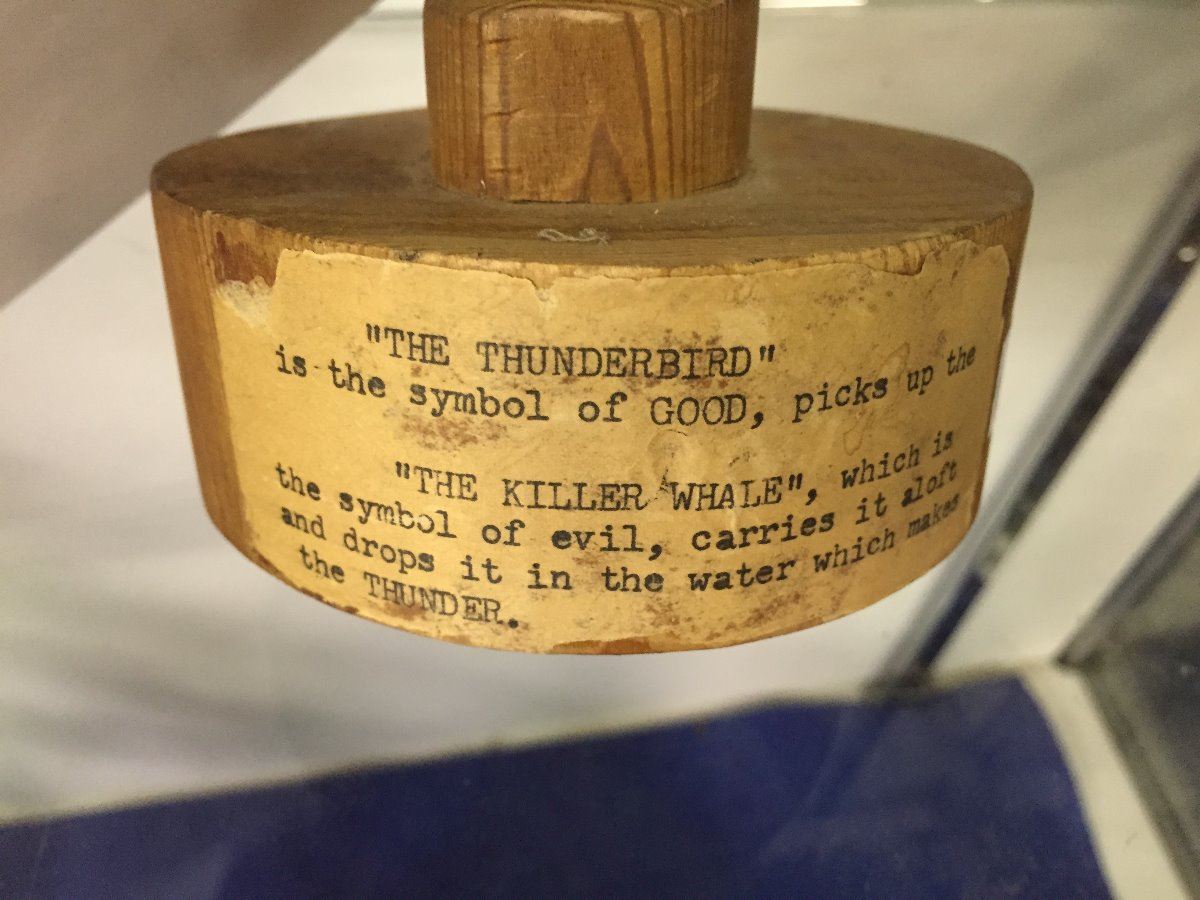 "THE THUNDERBIRD"
is the symbol of GOOD, picks up the
"THE KILLER WHALE", which is
the symbol of evil, carries it aloft
and drops it in the water which makes
the THUNDER.